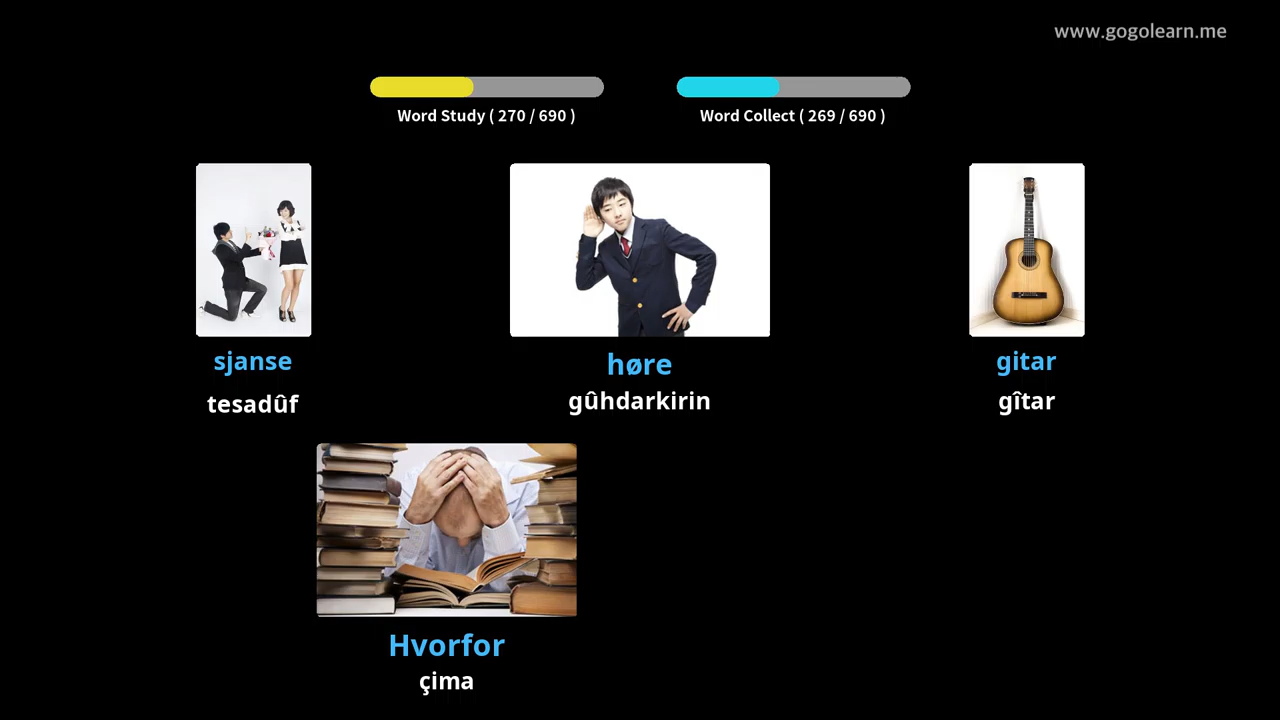 www.gogolearn.me
Word Study ( 270 / 690 )
Word Collect ( 269 / 690 )
sjanse
tesadûf
høre
gûhdarkirin
gitar
gîtar
Hvorfor
çima